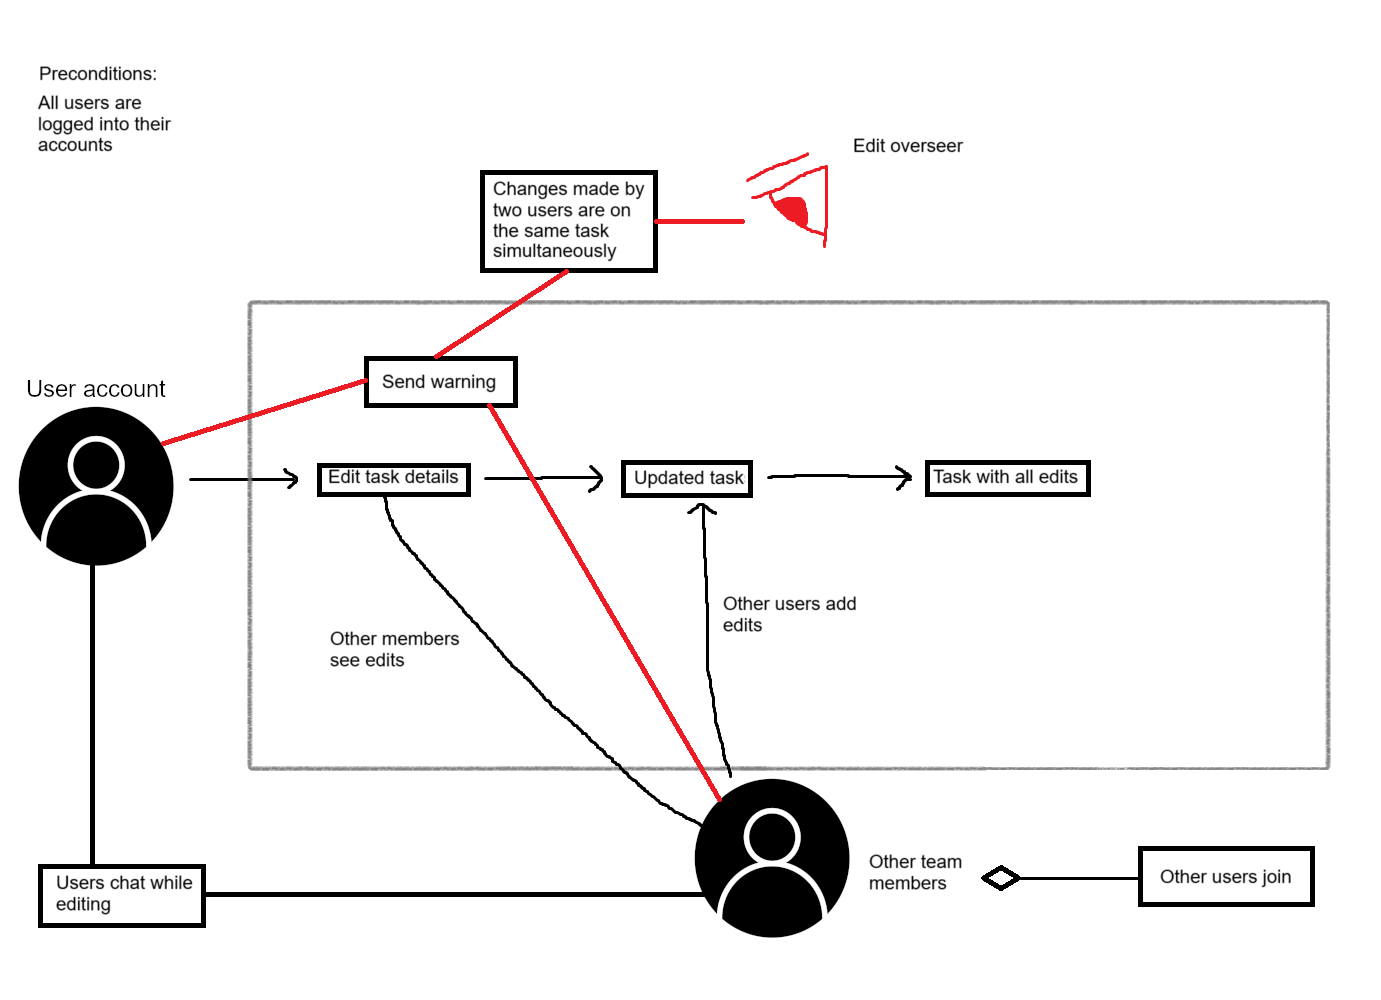 Preconditions:
All users are
logged into their
accounts
Edit overseer
Changes made by
two users are on
the same task
simultaneously
Send warning
User account
Edit task details
Updated task
Task with all edits
Other users add
edits
Other members
see edits
Other team
members
Other users join
Users chat while
editing